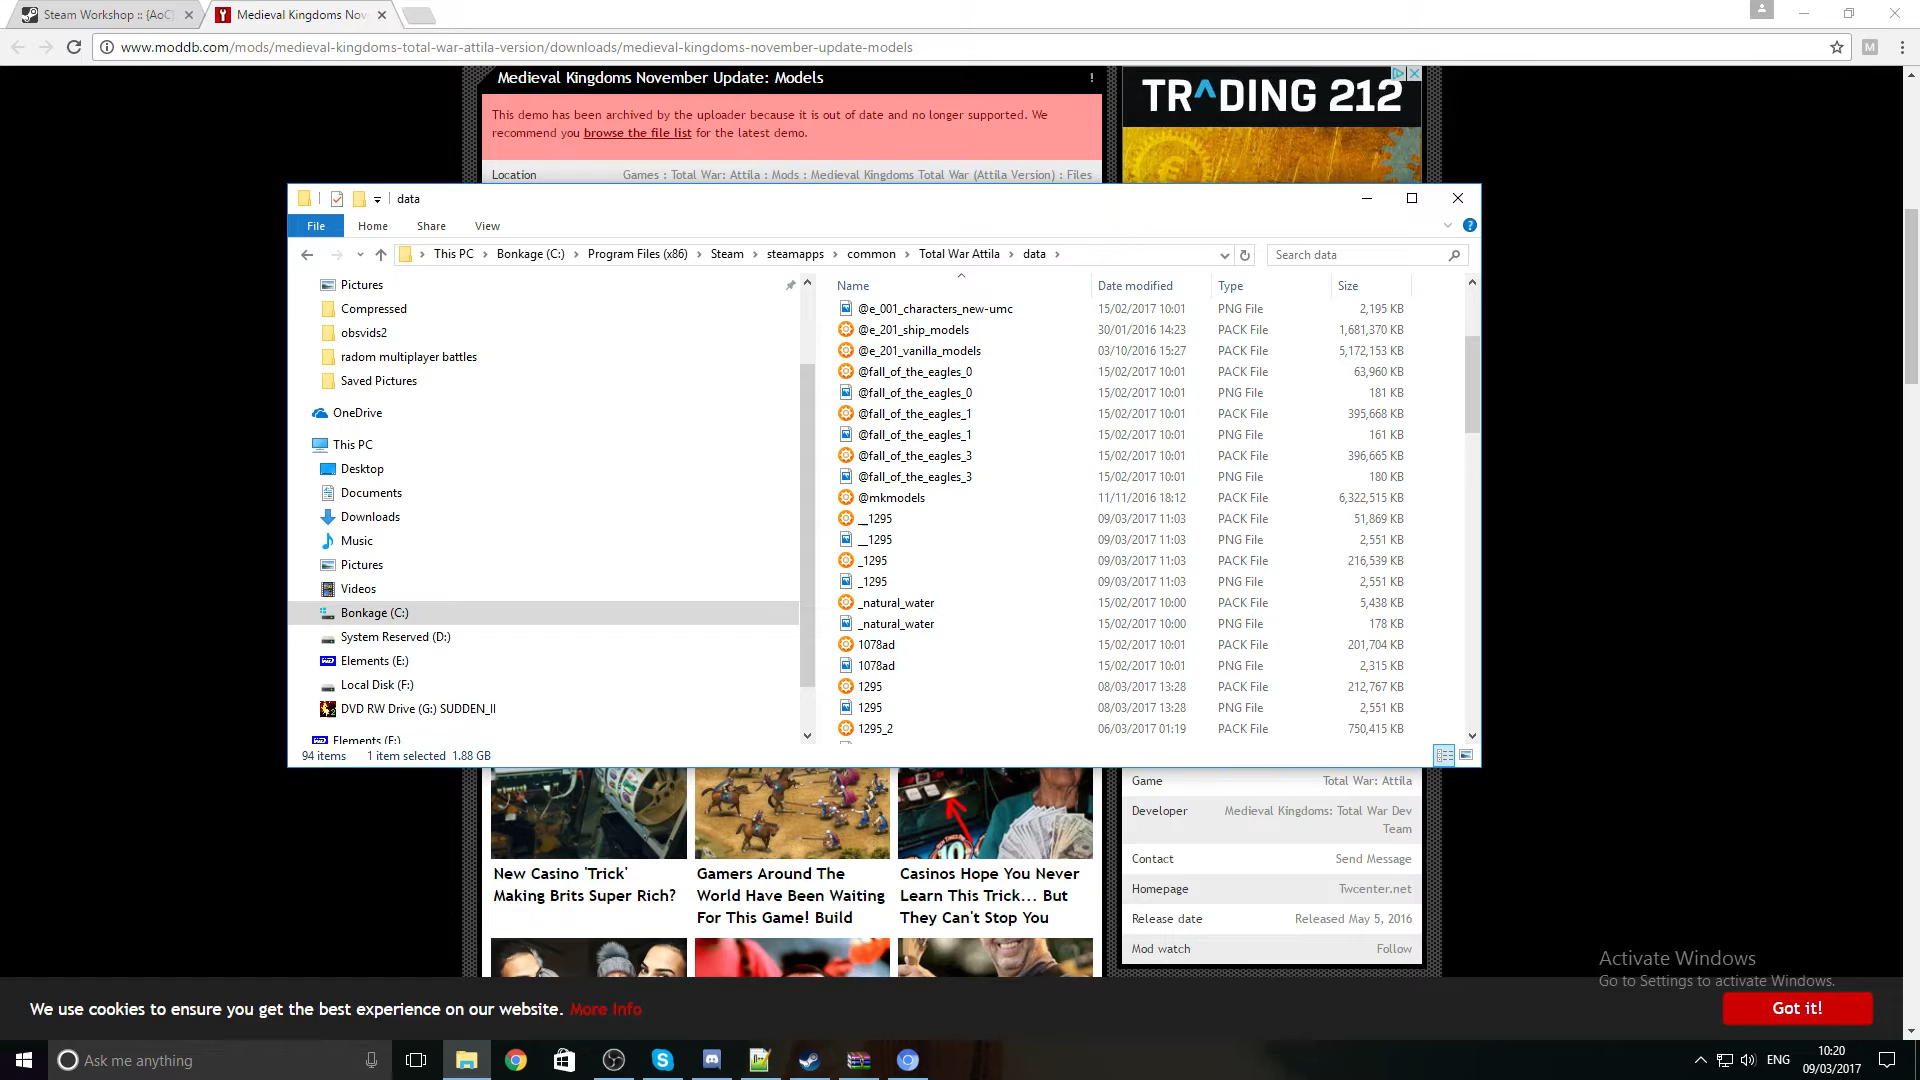 Steam Workshop :: {AoC}
Medieval Kingdoms Nov
www.moddb.com/mods/medieval-kingdoms-total-war-attila-version/downloads/medieval-kingdoms-november-update-models
M
Medieval Kingdoms November Update: Models
!
This demo has been archived by the uploader because it is out of date and no longer supported. We
recommend you browse the file list for the latest demo.
Location Games : Total War: Attila : Mods : Medieval Kingdoms Total War (Attila Version) : Files
TRADING 212
data
File Home Share View
This PC Bonkage (C:) Program Files (x86) Steam steamapps common Total War Attila data
Search data
Pictures
Compressed
obsvids2
radom multiplayer battles
Saved Pictures
OneDrive
This PC
Desktop
Documents
Downloads
Music
Pictures
Videos
Bonkage (C:)
System Reserved (D:)
Elements (E:)
Local Disk (F:)
DVD RW Drive (G:) SUDDEN_II
Elements (E:)
Name Date modified Type Size
@e_001_characters_new-umc 15/02/2017 10:01 PNG File 2,195 KB
@e_201_ship_models 30/01/2016 14:23 PACK File 1,681,370 KB
@e_201_vanilla_models 03/10/2016 15:27 PACK File 5,172,153 KB
@fall_of_the_eagles_0 15/02/2017 10:01 PACK File 63,960 KB
@fall_of_the_eagles_0 15/02/2017 10:01 PNG File 181 KB
@fall_of_the_eagles_1 15/02/2017 10:01 PACK File 395,668 KB
@fall_of_the_eagles_1 15/02/2017 10:01 PNG File 161 KB
@fall_of_the_eagles_3 15/02/2017 10:01 PACK File 396,665 KB
@fall_of_the_eagles_3 15/02/2017 10:01 PNG File 180 KB
@mkmodels 11/11/2016 18:12 PACK File 6,322,515 KB
__1295 09/03/2017 11:03 PACK File 51,869 KB
__1295 09/03/2017 11:03 PNG File 2,551 KB
_1295 09/03/2017 11:03 PACK File 216,539 KB
_1295 09/03/2017 11:03 PNG File 2,551 KB
_natural_water 15/02/2017 10:00 PACK File 5,438 KB
_natural_water 15/02/2017 10:00 PNG File 178 KB
1078ad 15/02/2017 10:01 PACK File 201,704 KB
1078ad 15/02/2017 10:01 PNG File 2,315 KB
1295 08/03/2017 13:28 PACK File 212,767 KB
1295 08/03/2017 13:28 PNG File 2,551 KB
1295_2 06/03/2017 01:19 PACK File 750,415 KB
94 items 1 item selected 1.88 GB
New Casino 'Trick'
Making Brits Super Rich?
Gamers Around The
World Have Been Waiting
For This Game! Build
Casinos Hope You Never
Learn This Trick... But
They Can't Stop You
Game Total War: Attila
Developer Medieval Kingdoms: Total War Dev
Team
Contact Send Message
Homepage Twcenter.net
Release date Released May 5, 2016
Mod watch Follow
Activate Windows
Go to Settings to activate Windows.
We use cookies to ensure you get the best experience on our website. More Info
Got it!
Ask me anything
ENG
10:20
09/03/2017